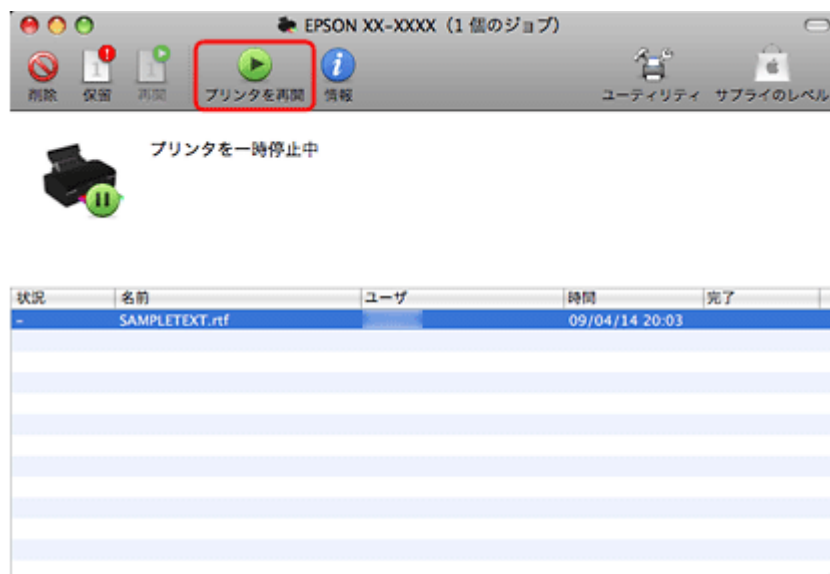 EPSON XX-XXXX（1 個のジョブ）
削除 保留 再開 プリンタを再開 情報 ユーティリティ サプライのレベル
プリンタを一時停止中
状況 名前 ユーザ 時間 完了
- SAMPLETEXT.rtf 09/04/14 20:03